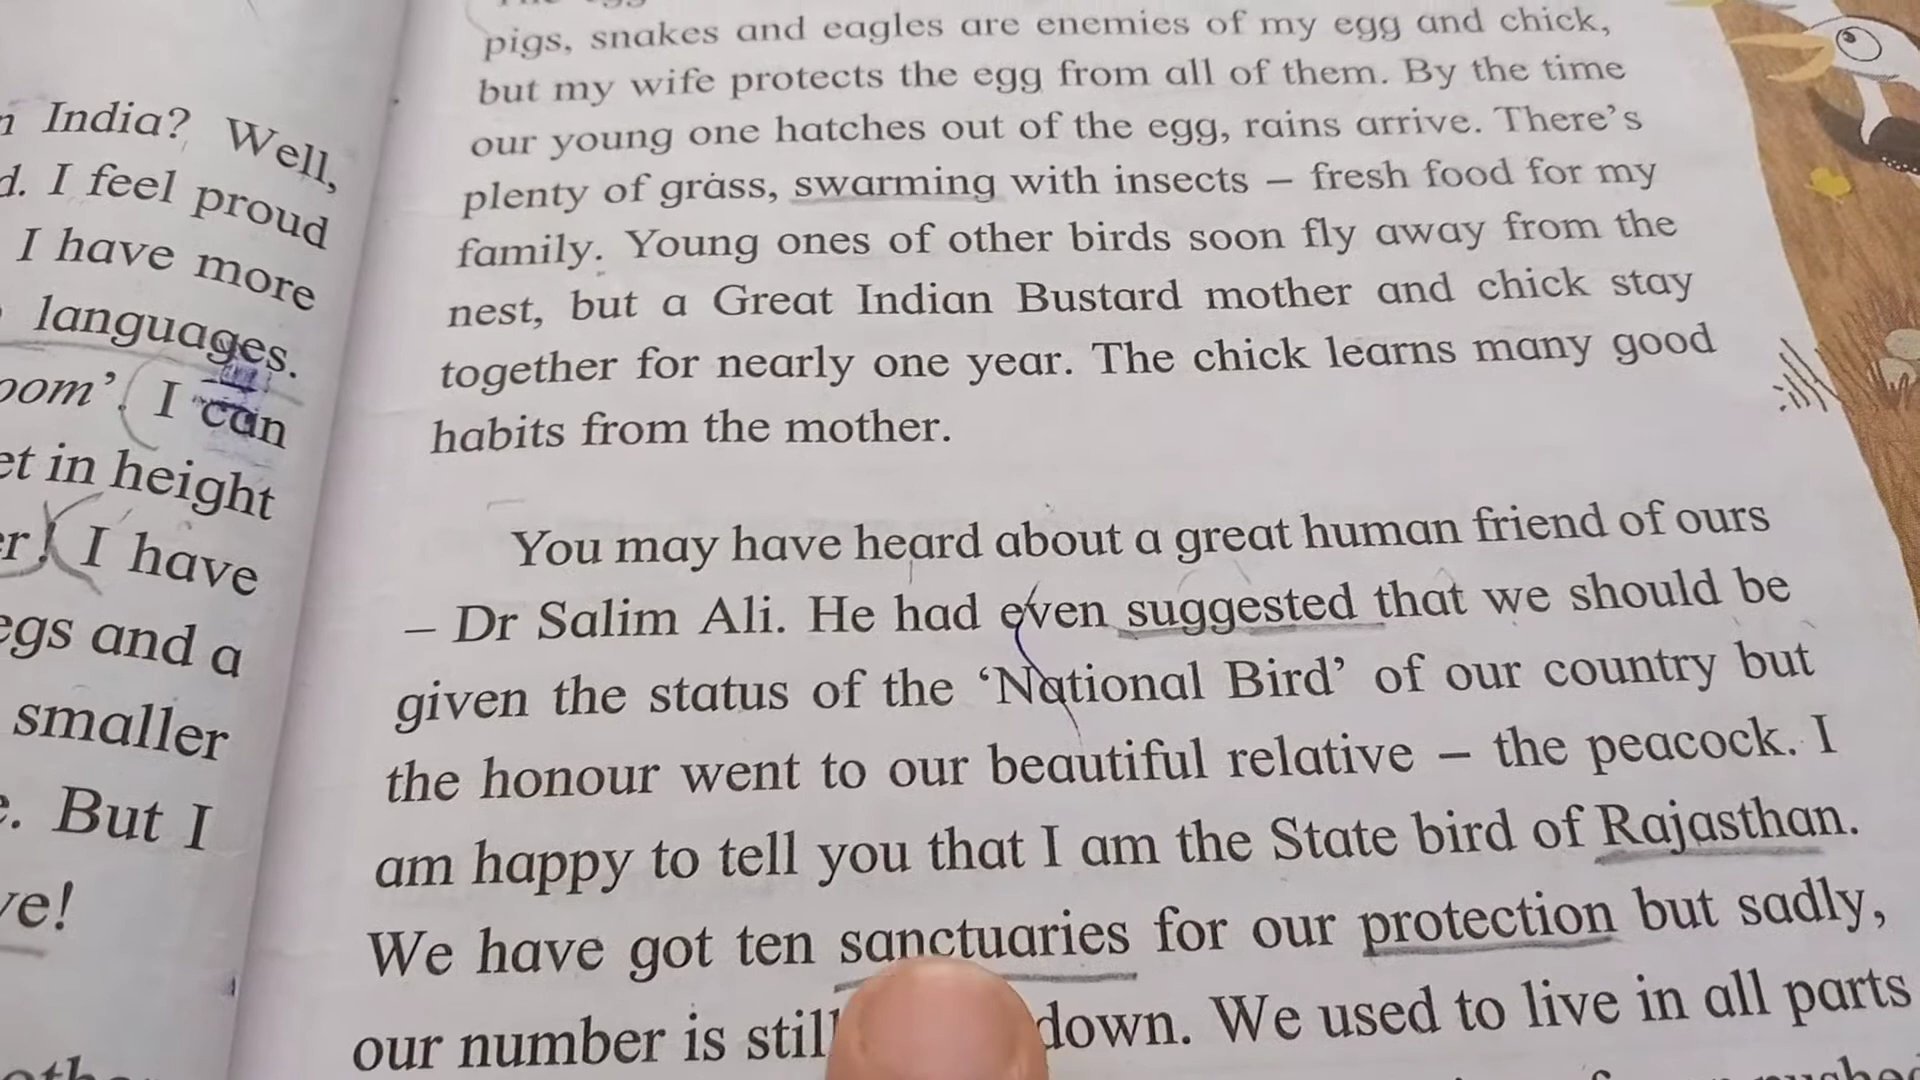 India? Well,
d. I feel proud
I have more
languages.
oom’. I can
et in height
r! I have
egs and a
smaller
e. But I
ve!
pigs, snakes and eagles are enemies of my egg and chick,
but my wife protects the egg from all of them. By the time
our young one hatches out of the egg, rains arrive. There’s
plenty of grass, swarming with insects – fresh food for my
family. Young ones of other birds soon fly away from the
nest, but a Great Indian Bustard mother and chick stay
together for nearly one year. The chick learns many good
habits from the mother.
You may have heard about a great human friend of ours
– Dr Salim Ali. He had even suggested that we should be
given the status of the ‘National Bird’ of our country but
the honour went to our beautiful relative – the peacock. I
am happy to tell you that I am the State bird of Rajasthan.
We have got ten sanctuaries for our protection but sadly,
our number is still down. We used to live in all parts